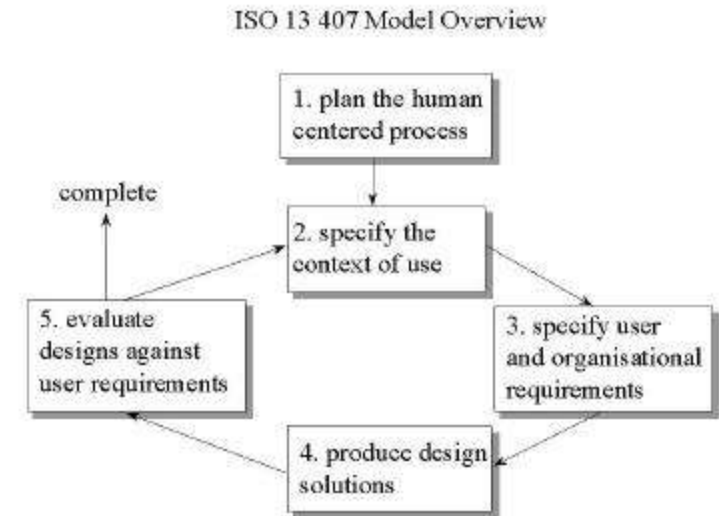 ISO 13 407 Model Overview
1. plan the human
centered process
complete
2. specify the
context of use
5. evaluate
designs against
user requirements
3. specify user
and organisational
requirements
4. produce design
solutions